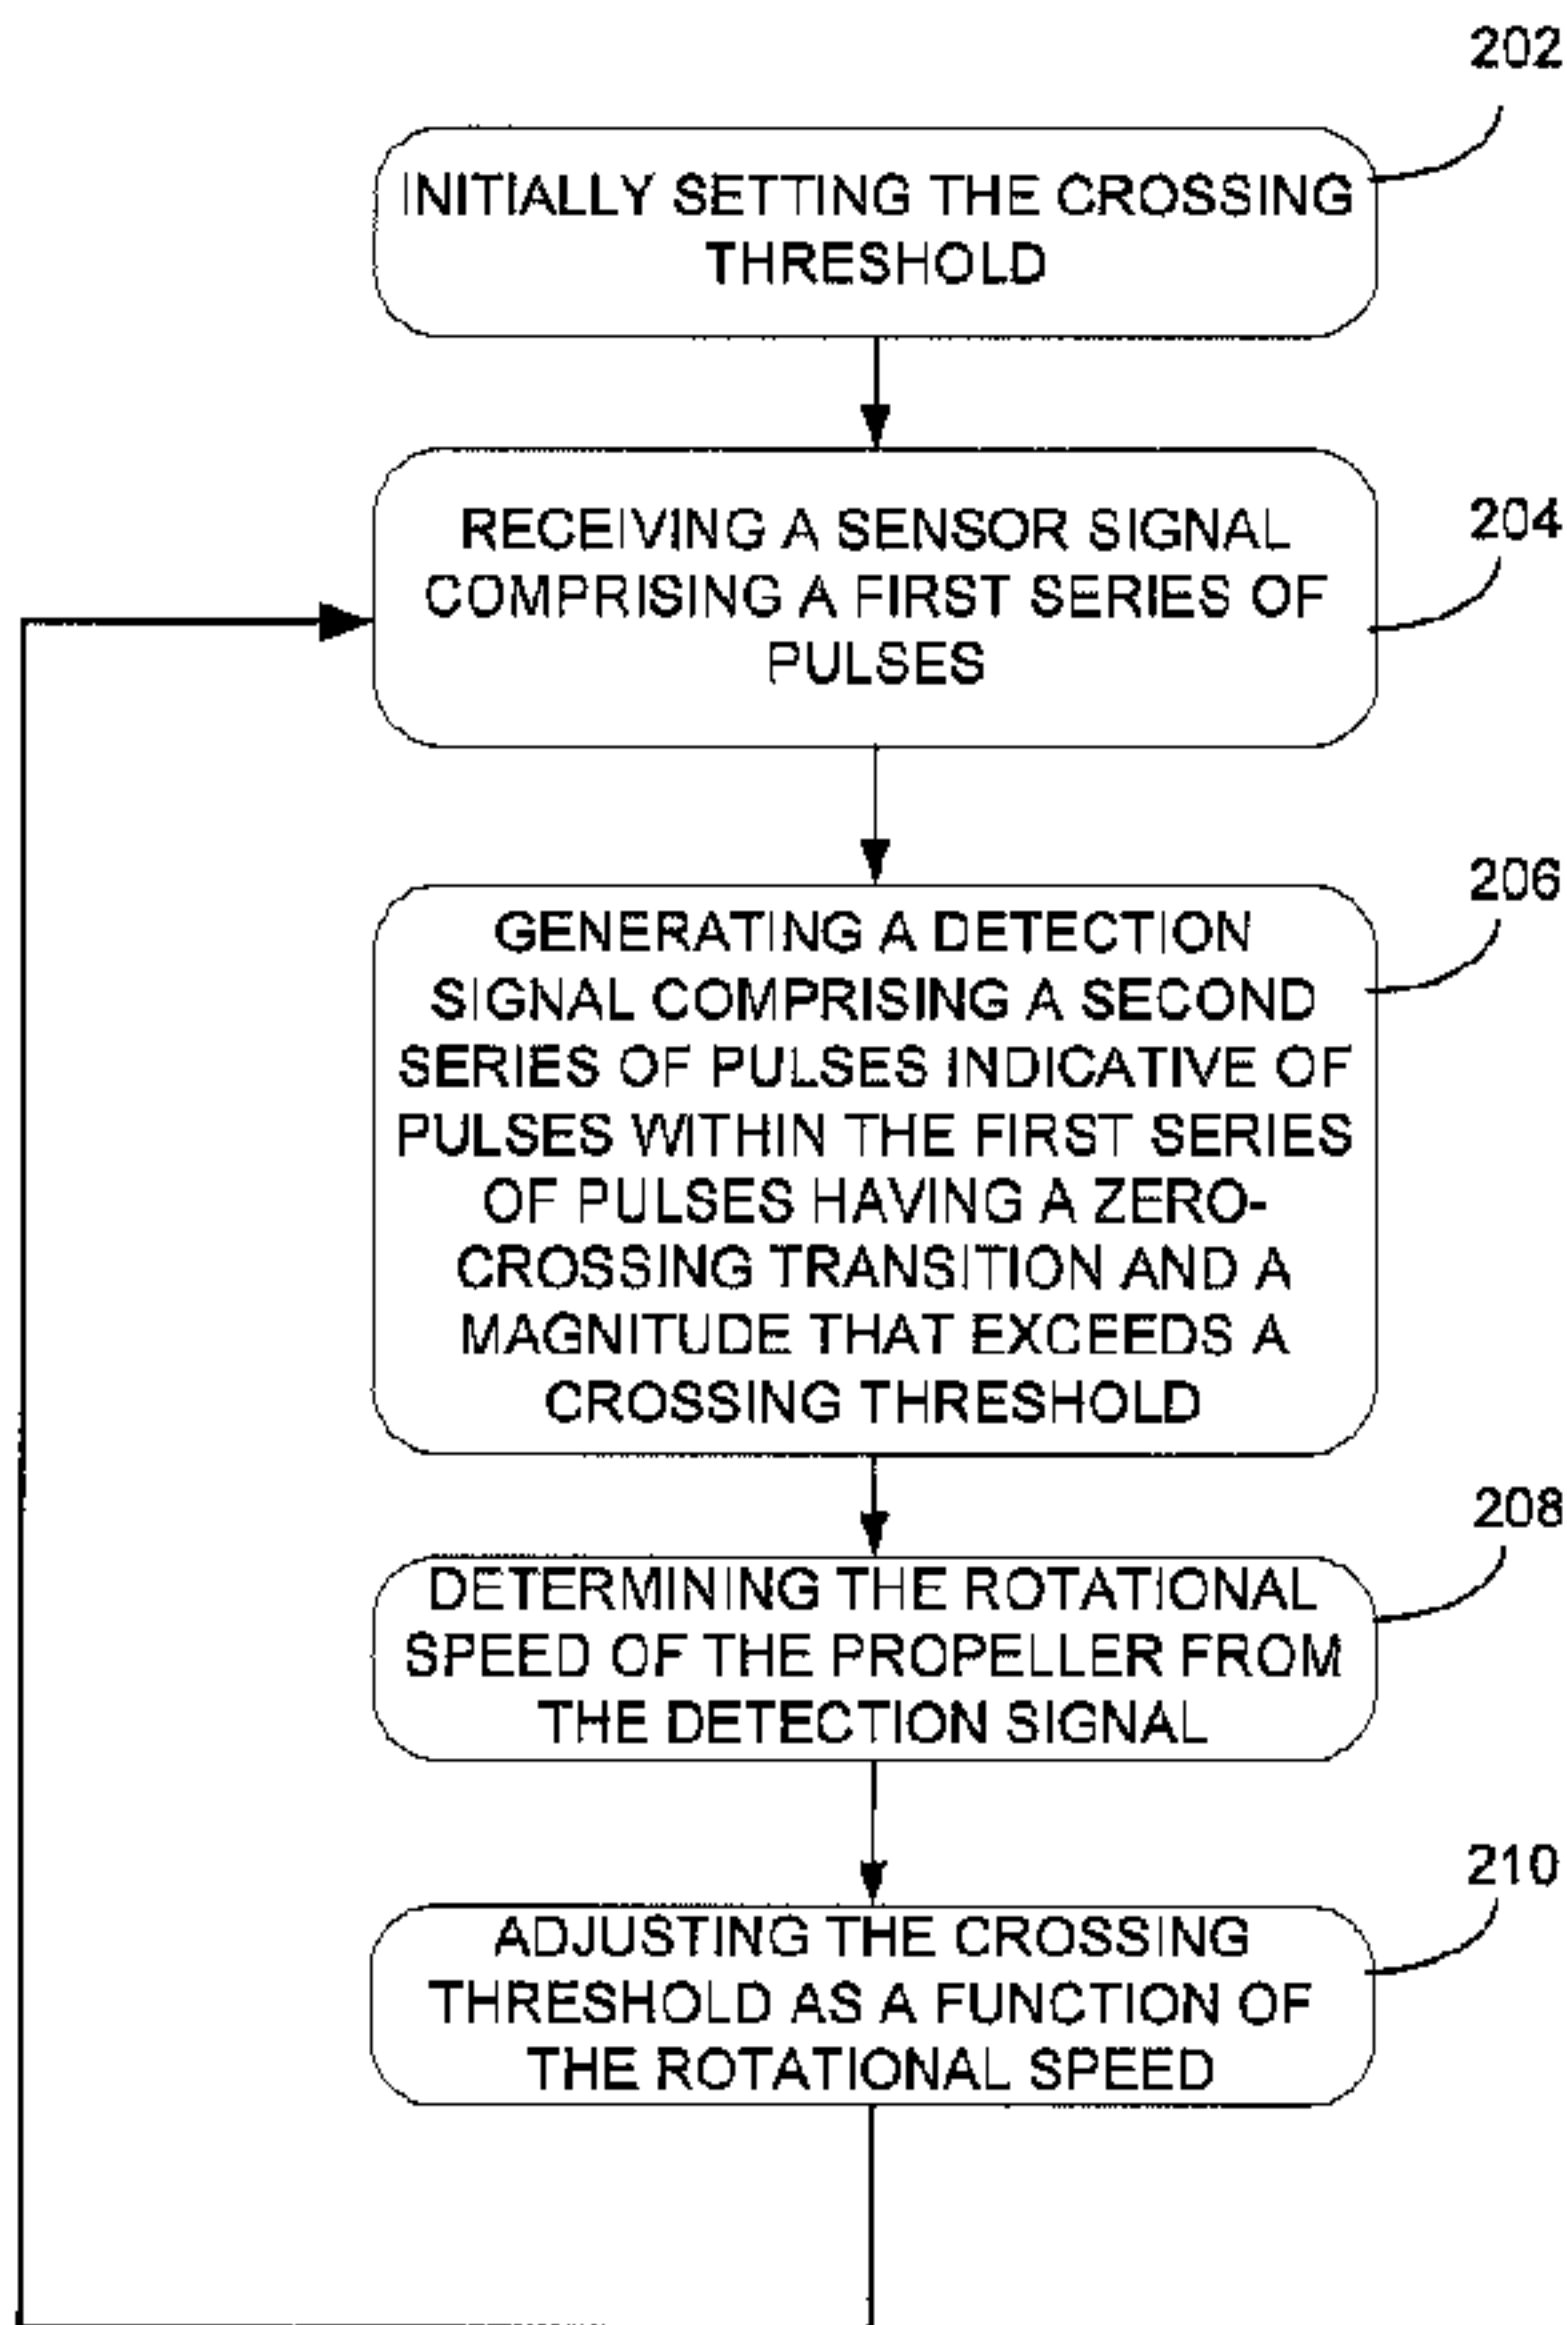 202
INITIALLY SETTING THE CROSSING
THRESHOLD
204
RECEIVING A SENSOR SIGNAL
COMPRISING A FIRST SERIES OF
PULSES
206
GENERATING A DETECTION
SIGNAL COMPRISING A SECOND
SERIES OF PULSES INDICATIVE OF
PULSES WITHIN THE FIRST SERIES
OF PULSES HAVING A ZERO-
CROSSING TRANSITION AND A
MAGNITUDE THAT EXCEEDS A
CROSSING THRESHOLD
208
DETERMINING THE ROTATIONAL
SPEED OF THE PROPELLER FROM
THE DETECTION SIGNAL
210
ADJUSTING THE CROSSING
THRESHOLD AS A FUNCTION OF
THE ROTATIONAL SPEED